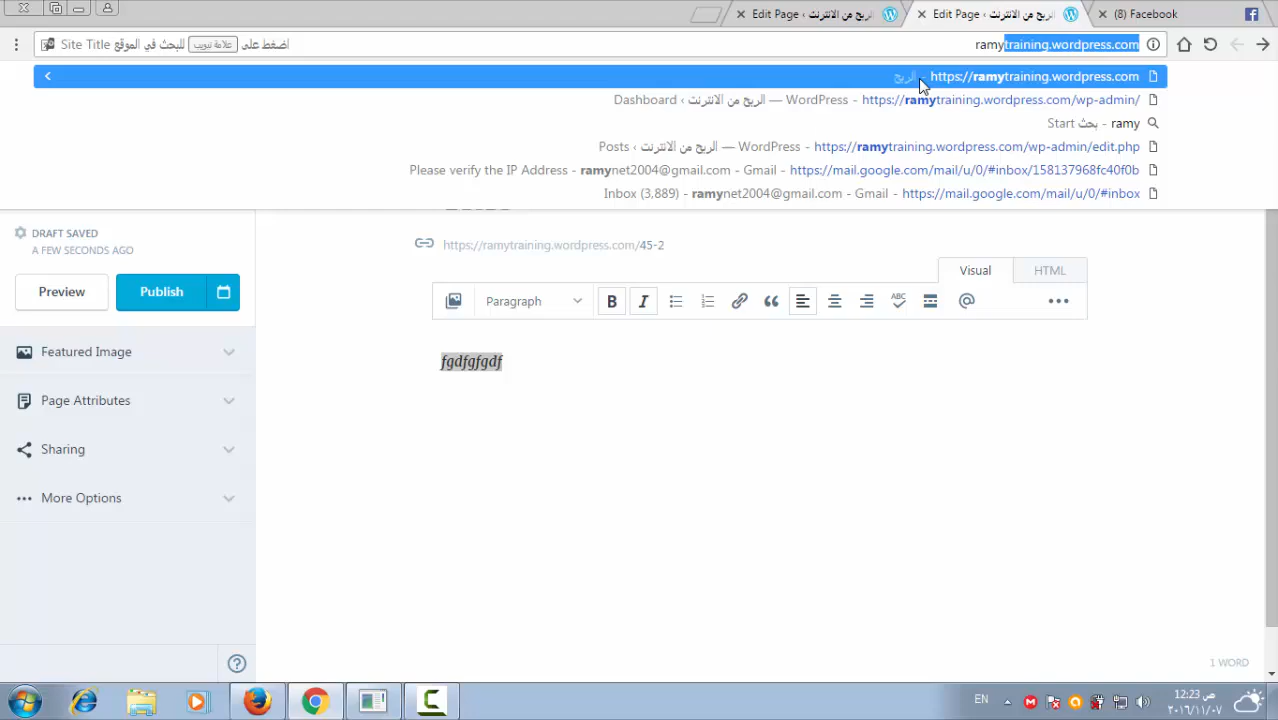 Edit Page ‹ الربح من الانترنت
Edit Page ‹ الربح من الانترنت
(8) Facebook
Site Title اضغط على علامة تبويب للبحث في الموقع
ramytraining.wordpress.com
الربح - https://ramytraining.wordpress.com
Dashboard ‹ الربح من الانترنت — WordPress - https://ramytraining.wordpress.com/wp-admin/
ramy - بحث Start
Posts ‹ الربح من الانترنت — WordPress - https://ramytraining.wordpress.com/wp-admin/edit.php
Please verify the IP Address - ramynet2004@gmail.com - Gmail - https://mail.google.com/mail/u/0/#inbox/158137968fc40f0b
Inbox (3,889) - ramynet2004@gmail.com - Gmail - https://mail.google.com/mail/u/0/#inbox
DRAFT SAVED
A FEW SECONDS AGO
https://ramytraining.wordpress.com/45-2
Visual
HTML
Preview
Publish
Paragraph
B
I
ABC
Featured Image
fgdfgfgdf
Page Attributes
Sharing
More Options
1 WORD
EN
12:23 ص
٢٠١٦/١١/٠٧